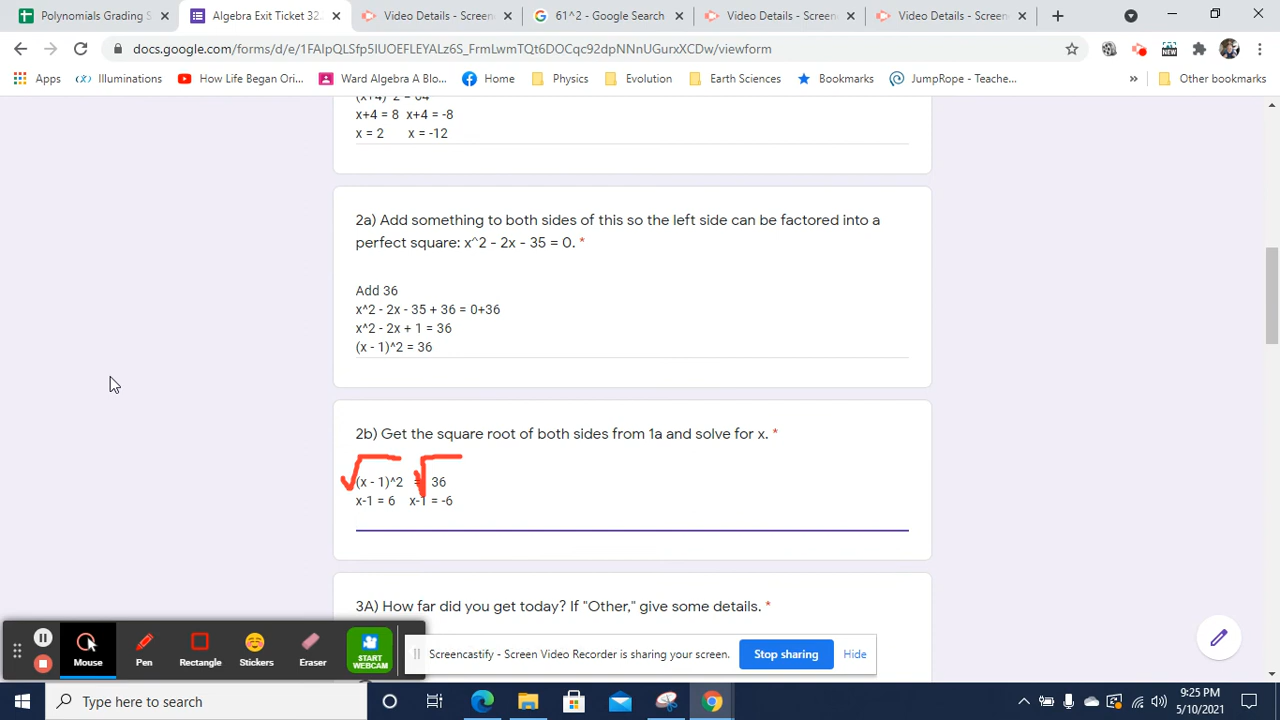 Polynomials Grading S
Algebra Exit Ticket 32.
Video Details - Screen
61^2 - Google Search
Video Details - Screen
Video Details - Screen
docs.google.com/forms/d/e/1FAIpQLSfp5IUOEFLEYALz6S_FrmLwmTQt6DOCqc92dpNNnUGurxXCDw/viewform
Apps
Illuminations
How Life Began Ori...
Ward Algebra A Blo...
Home
Physics
Evolution
Earth Sciences
Bookmarks
JumpRope - Teache...
»
Other bookmarks
(x+4)^2 = 64
x+4 = 8 x+4 = -8
x = 2 x = -12
2a) Add something to both sides of this so the left side can be factored into a
perfect square: x^2 - 2x - 35 = 0. *
Add 36
x^2 - 2x - 35 + 36 = 0+36
x^2 - 2x + 1 = 36
(x - 1)^2 = 36
2b) Get the square root of both sides from 1a and solve for x. *
√(x - 1)^2 = √36
x-1 = 6 x-1 = -6
3A) How far did you get today? If "Other," give some details. *
Mouse
Pen
Rectangle
Stickers
Eraser
START
WEBCAM
Screencastify - Screen Video Recorder is sharing your screen.
Stop sharing
Hide
Type here to search
9:25 PM
5/10/2021